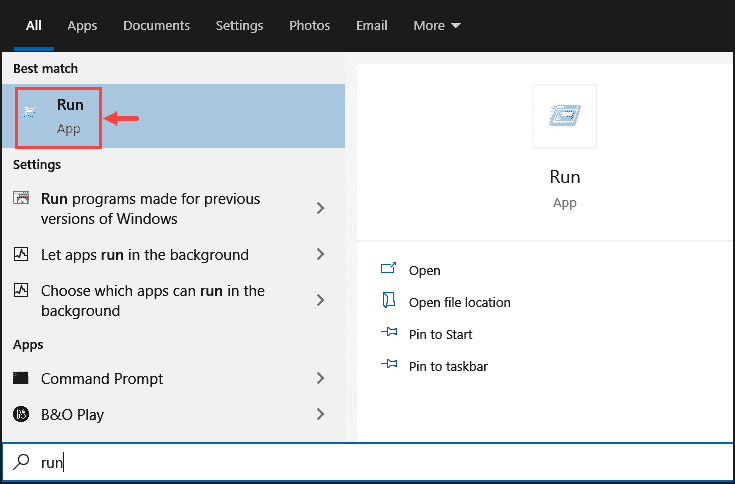 All Apps Documents Settings Photos Email More
Best match
Run
App
Settings
Run programs made for previous
versions of Windows
Let apps run in the background
Choose which apps can run in the
background
Apps
Command Prompt
B&O Play
Run
App
Open
Open file location
Pin to Start
Pin to taskbar
run